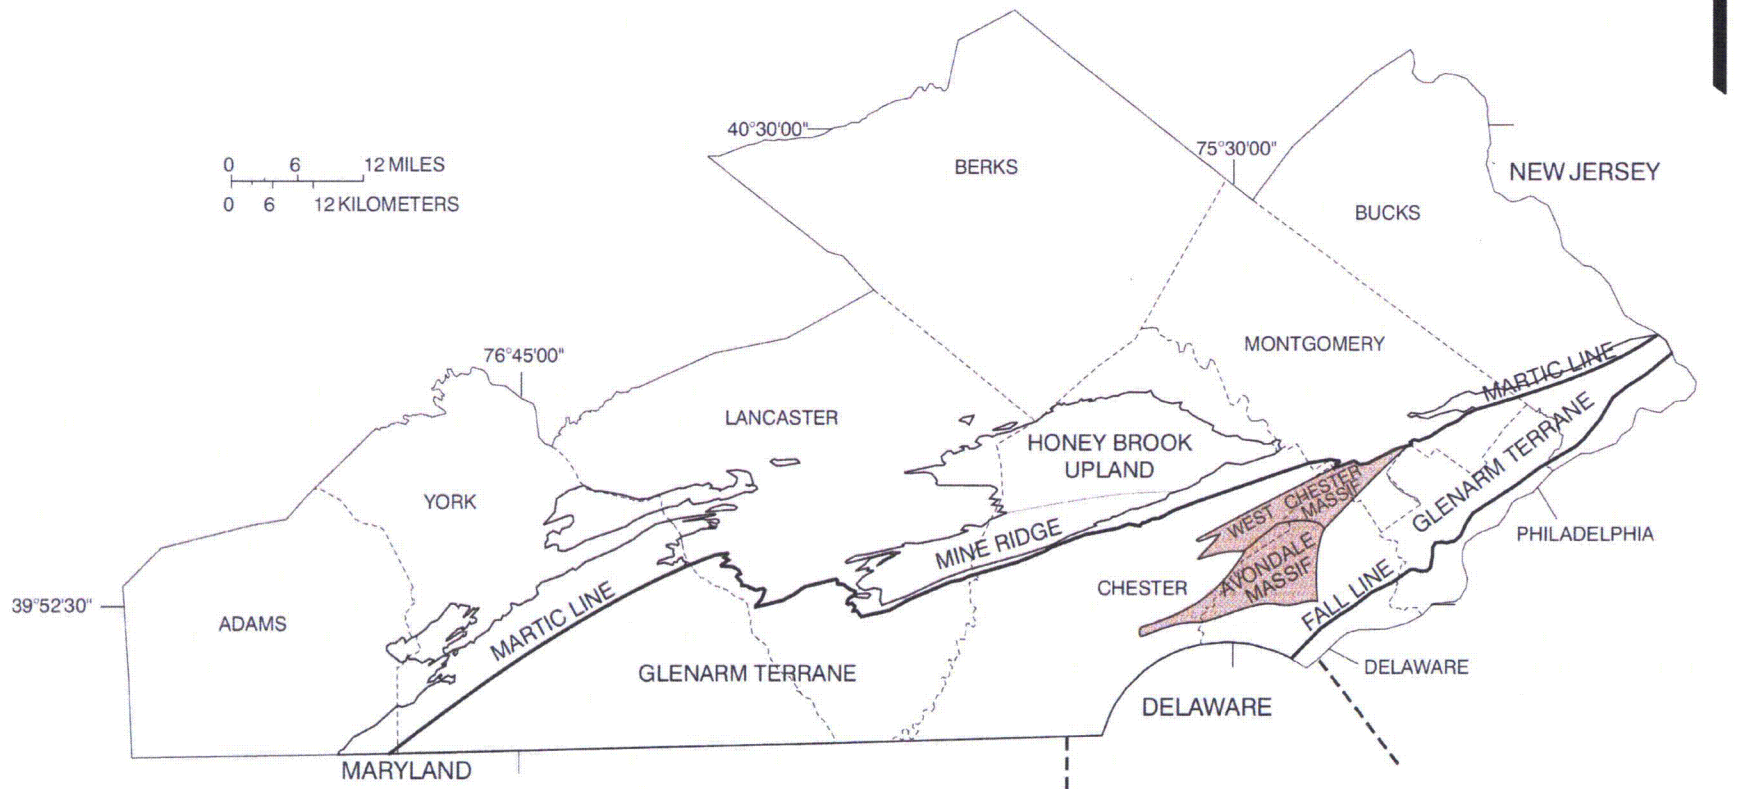 40°30'00"
75°30'00"
0 6 12 MILES
0 6 12 KILOMETERS
BERKS
NEW JERSEY
BUCKS
76°45'00"
MONTGOMERY
MARTIC LINE
LANCASTER
HONEY BROOK
UPLAND
GLENARM TERRANE
YORK
WEST CHESTER
MASSIF
MINE RIDGE
PHILADELPHIA
AVONDALE
MASSIF
CHESTER
FALL LINE
39°52'30"
ADAMS
MARTIC LINE
GLENARM TERRANE
DELAWARE
DELAWARE
MARYLAND